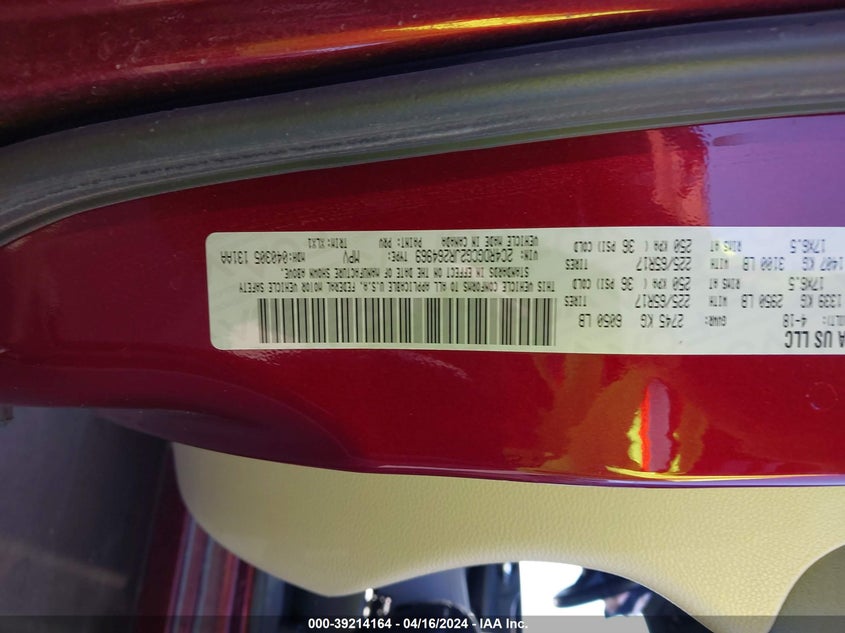 A US LLC
4-18 GVWR: 2745 KG 6050 LB
1339 KG 2950 LB WITH TIRES 225/65R17
17X6.5 RIMS AT 250 KPA ( 36 PSI) COLD
1407 KG 3100 LB WITH TIRES 225/65R17
17X6.5 RIMS AT 250 KPA ( 36 PSI) COLD
THIS VEHICLE CONFORMS TO ALL APPLICABLE U.S.A. FEDERAL MOTOR VEHICLE SAFETY
STANDARDS IN EFFECT ON THE DATE OF MANUFACTURE SHOWN ABOVE.
VIN: 2C4RDGCG2JR264969 TYPE: MPV MDH:040305 131AA
VEHICLE MADE IN CANADA PAINT: PRV TRIM:XLX1
000-39214164 - 04/16/2024 - IAA Inc.